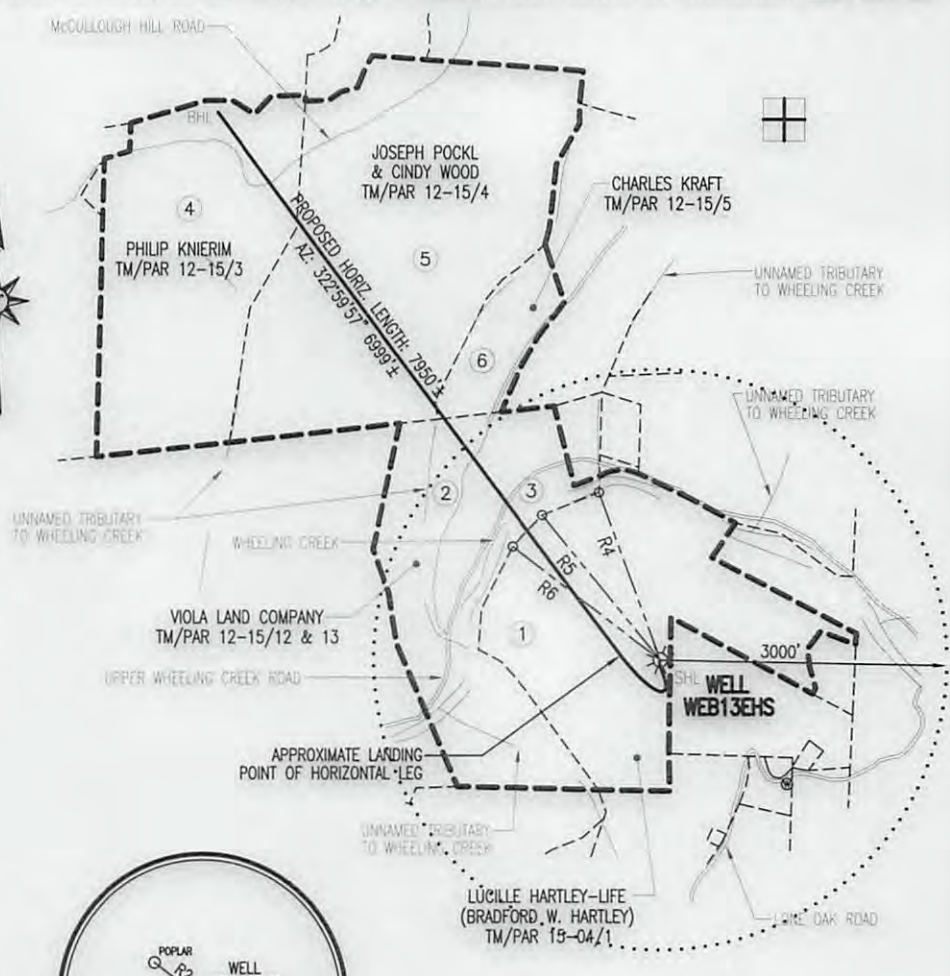 McCULLOUGH HILL ROAD
BHL
JOSEPH POCKL
& CINDY WOOD
TM/PAR 12-15/4
CHARLES KRAFT
TM/PAR 12-15/5
4
PHILIP KNIERIM
TM/PAR 12-15/3
5
PROPOSED HORIZ. LENGTH: 7950'±
AZ: 322°59'57" 6999'±
UNNAMED TRIBUTARY
TO WHEELING CREEK
6
UNNAMED TRIBUTARY
TO WHEELING CREEK
2
3
UNNAMED TRIBUTARY
TO WHEELING CREEK
WHEELING CREEK
R4
R5
R6
VIOLA LAND COMPANY
TM/PAR 12-15/12 & 13
1
3000'
UPPER WHEELING CREEK ROAD
SHL
WELL
WEB13EHS
APPROXIMATE LANDING
POINT OF HORIZONTAL LEG
UNNAMED TRIBUTARY
TO WHEELING CREEK
LUCILLE HARTLEY-LIFE
(BRADFORD W. HARTLEY)
TM/PAR 15-04/1
LONE OAK ROAD
POPLAR
R2
WELL